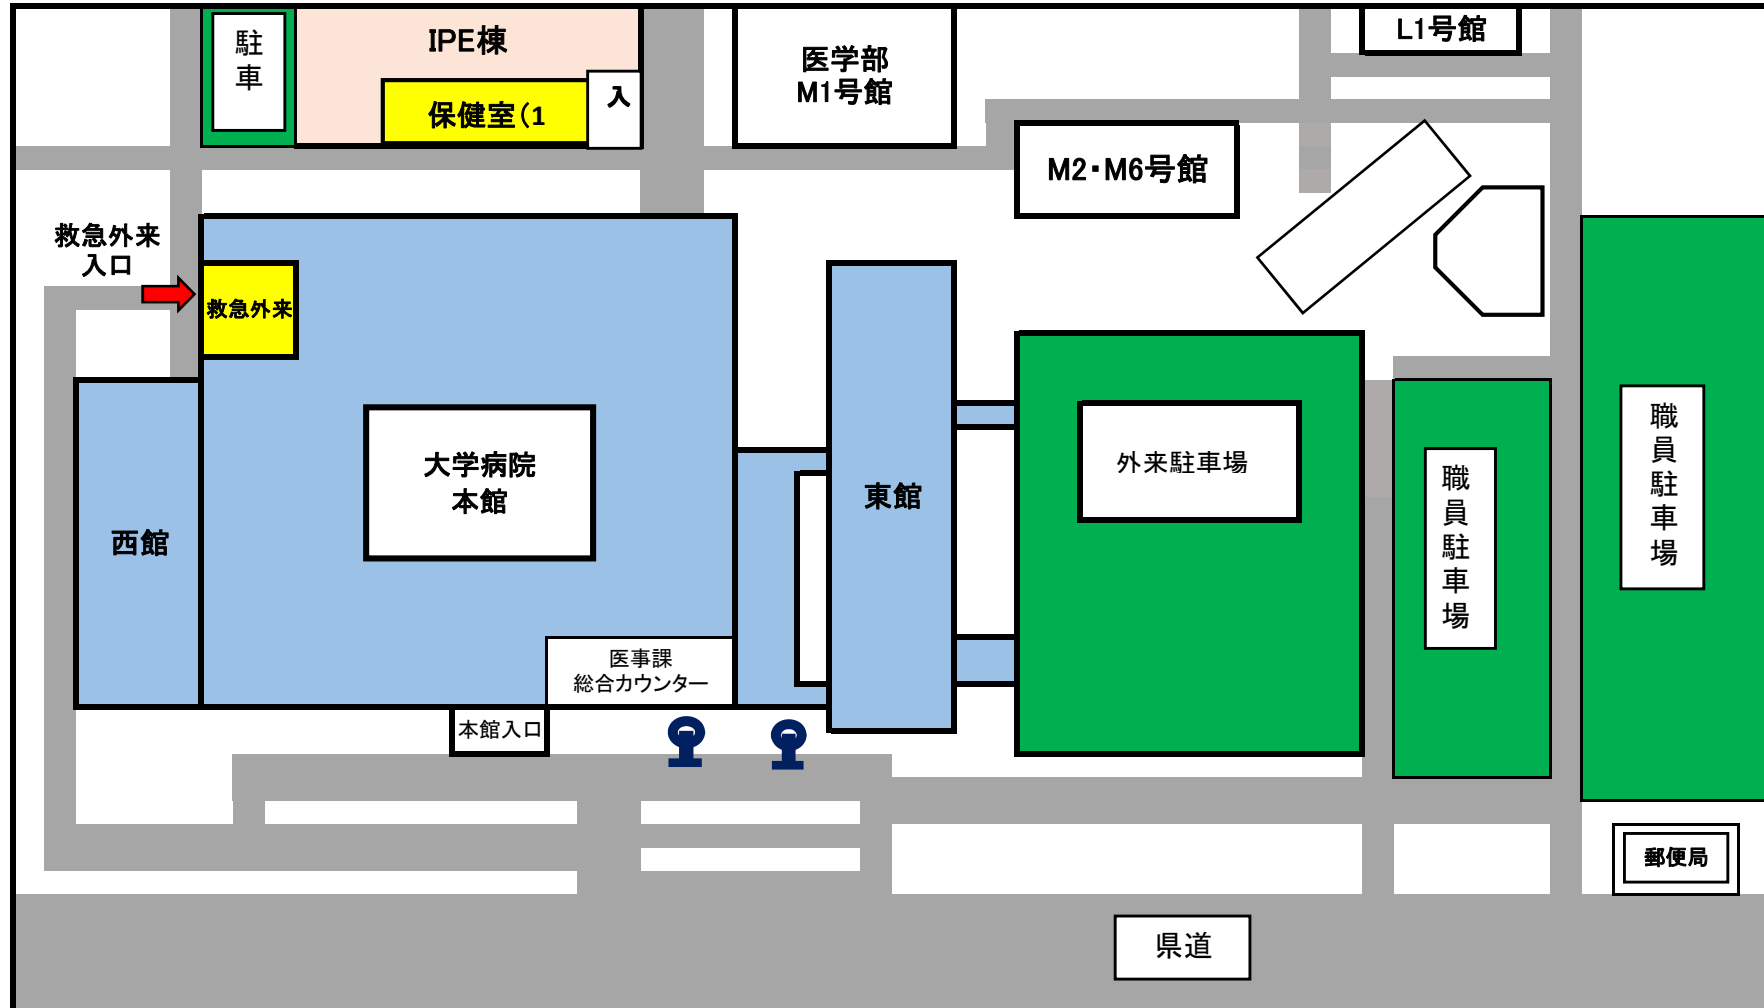 駐
車
IPE棟
保健室(1
入
医学部
M1号館
L1号館
M2・M6号館
救急外来
入口
救急外来
大学病院
本館
西館
東館
外来駐車場
職
員
駐
車
場
職
員
駐
車
場
医事課
総合カウンター
本館入口
郵便局
県道